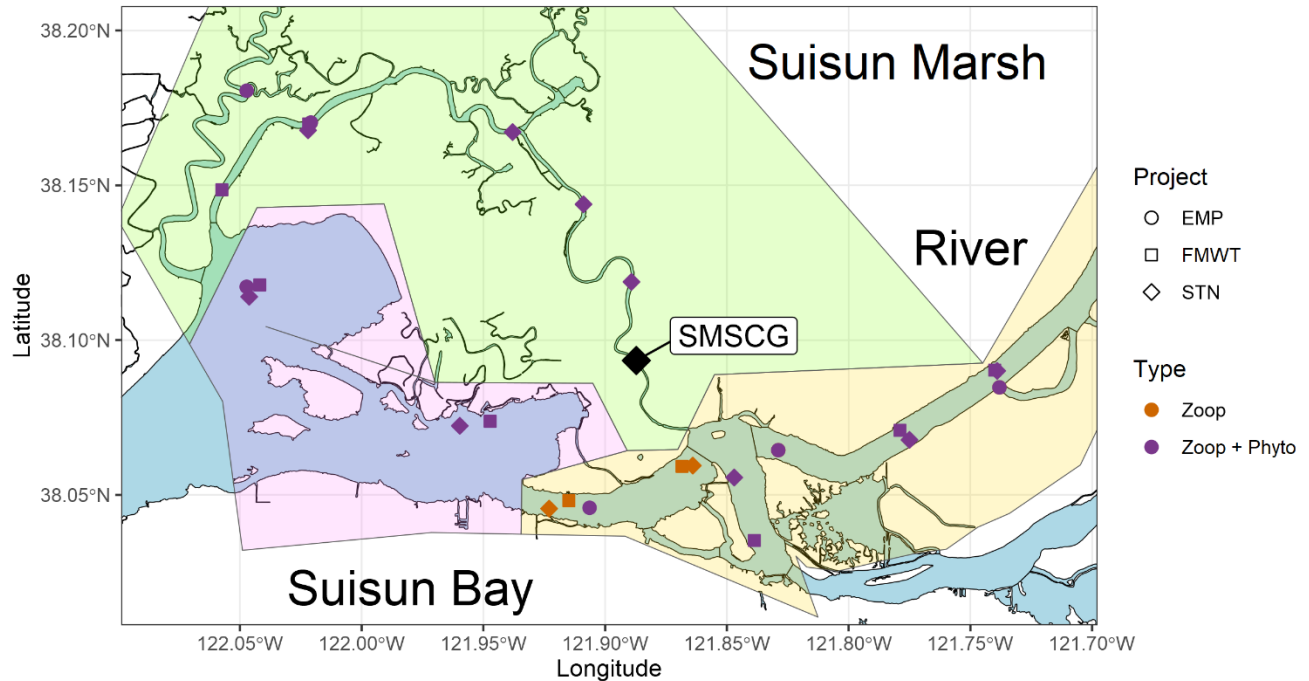 Suisun Marsh
River
SMSCG
Suisun Bay
Latitude
38.20°N
38.15°N
38.10°N
38.05°N
122.05°W
122.00°W
121.95°W
121.90°W
121.85°W
121.80°W
121.75°W
121.70°W
Longitude
Project
EMP
FMWT
STN
Type
Zoop
Zoop + Phyto